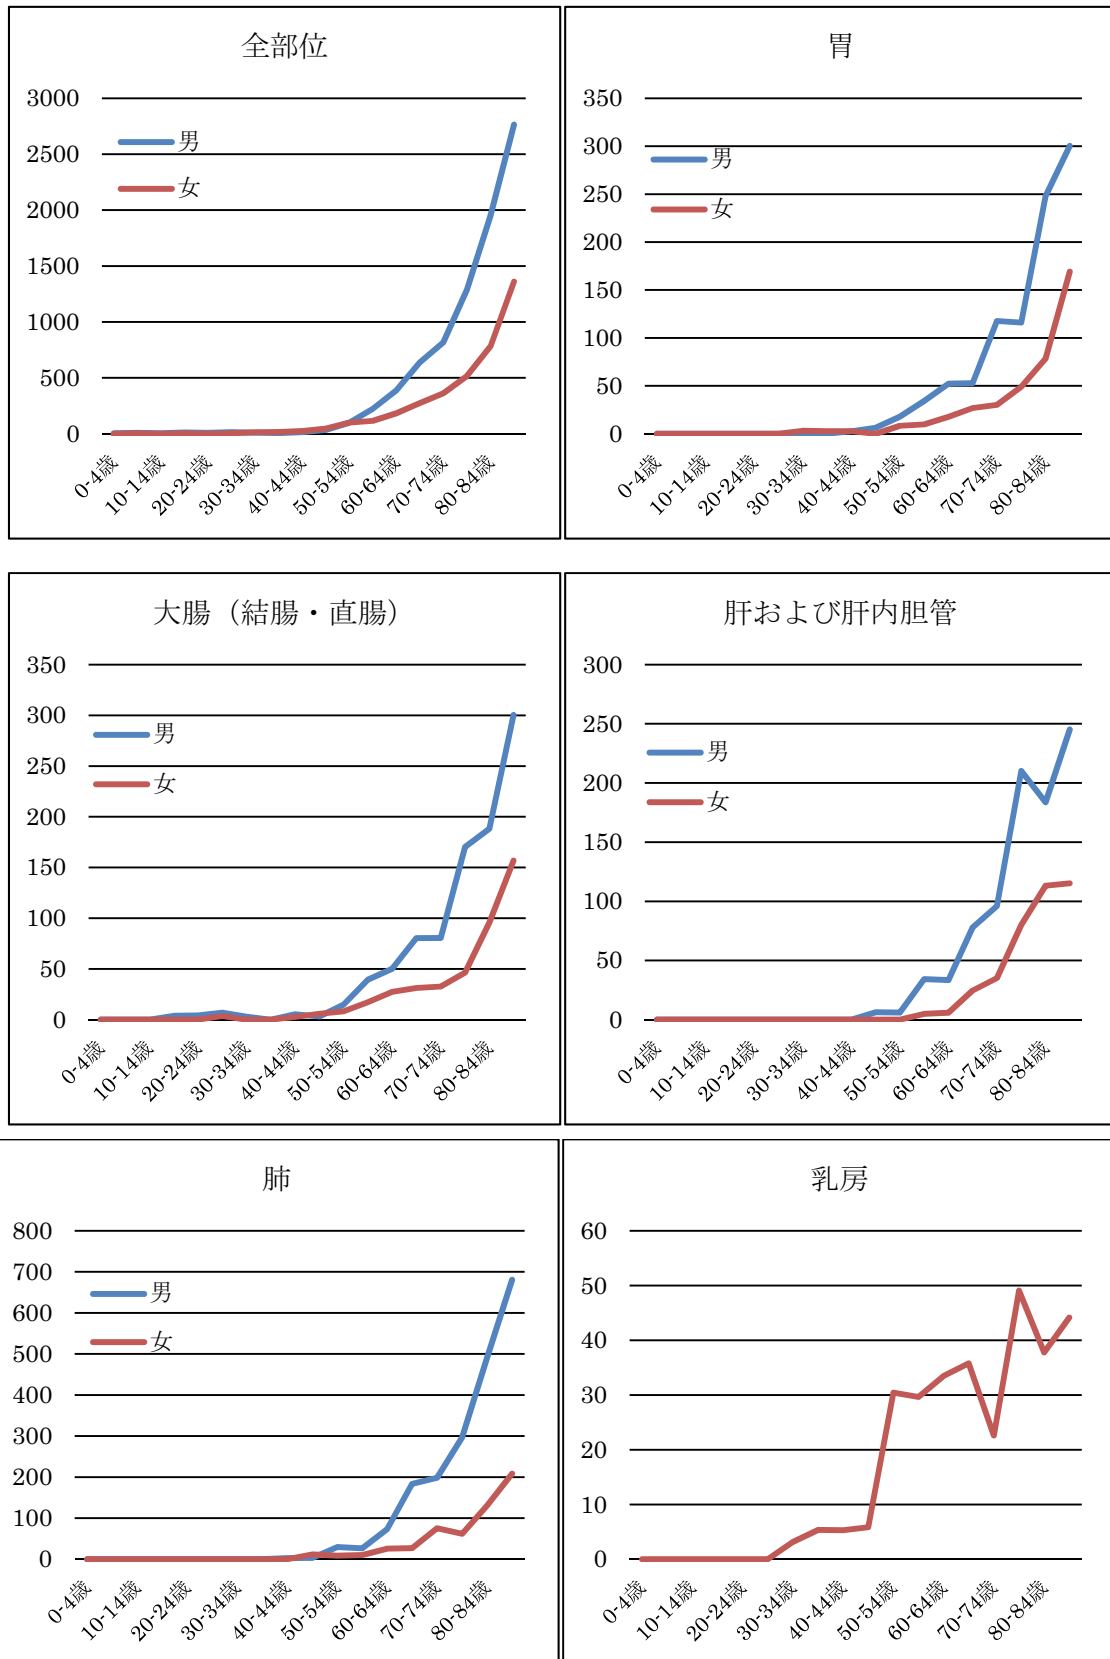 全部位
3000
2500
2000
1500
1000
500
0
男
女
0-4歳
10-14歳
20-24歳
30-34歳
40-44歳
50-54歳
60-64歳
70-74歳
80-84歳
胃
350
300
250
200
150
100
50
0
男
女
0-4歳
10-14歳
20-24歳
30-34歳
40-44歳
50-54歳
60-64歳
70-74歳
80-84歳
大腸（結腸・直腸）
350
300
250
200
150
100
50
0
男
女
0-4歳
10-14歳
20-24歳
30-34歳
40-44歳
50-54歳
60-64歳
70-74歳
80-84歳
肝および肝内胆管
300
250
200
150
100
50
0
男
女
0-4歳
10-14歳
20-24歳
30-34歳
40-44歳
50-54歳
60-64歳
70-74歳
80-84歳
肺
800
700
600
500
400
300
200
100
0
男
女
0-4歳
10-14歳
20-24歳
30-34歳
40-44歳
50-54歳
60-64歳
70-74歳
80-84歳
乳房
60
50
40
30
20
10
0
0-4歳
10-14歳
20-24歳
30-34歳
40-44歳
50-54歳
60-64歳
70-74歳
80-84歳